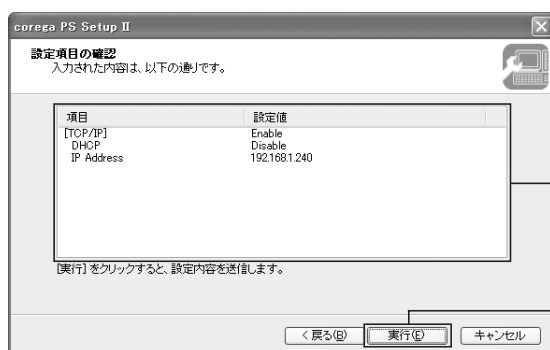 corega PS Setup II
設定項目の確認
入力された内容は、以下の通りです。
項目 設定値
[TCP/IP] Enable
DHCP Disable
IP Address 192.168.1.240
[実行] をクリックすると、設定内容を送信します。
< 戻る(B) 実行(E) キャンセル